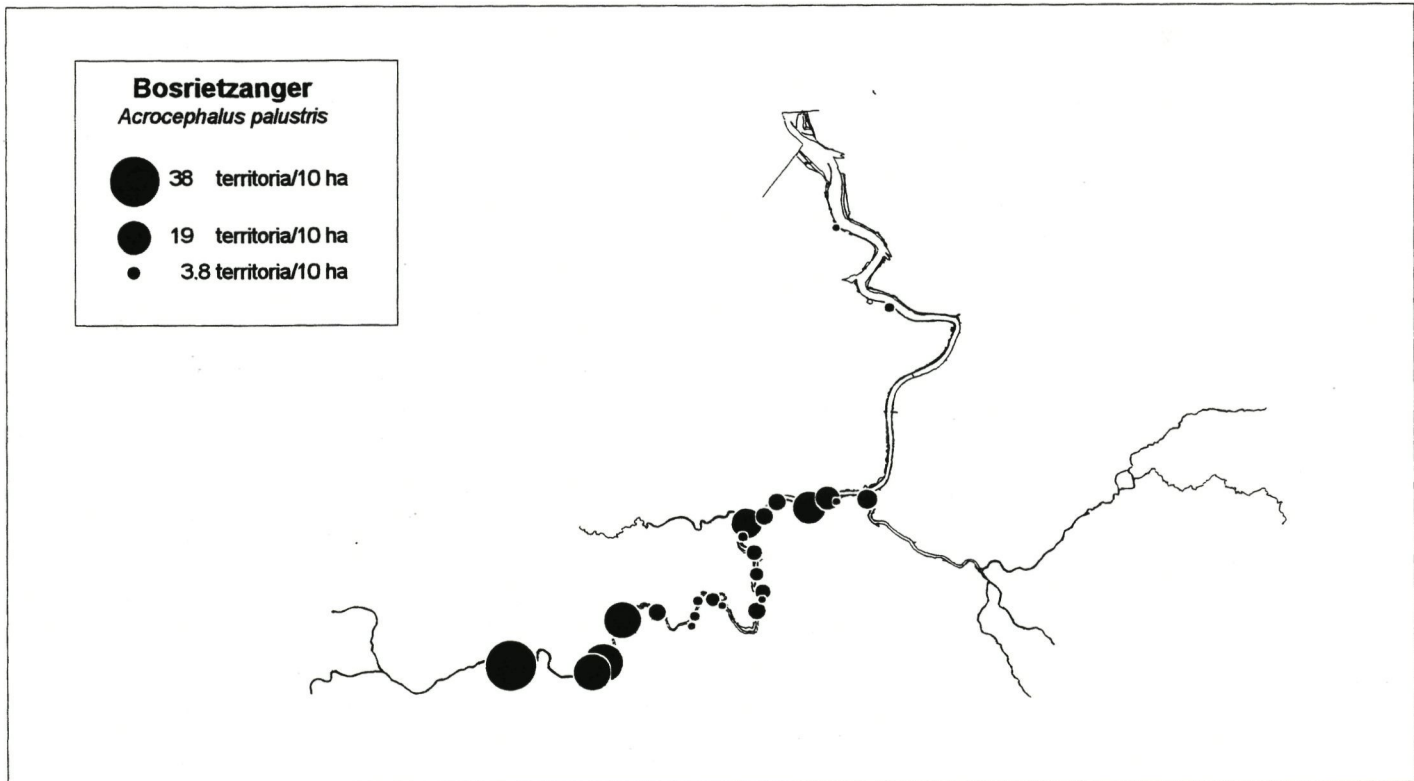 Bosrietzanger
Acrocephalus palustris
38 territoria/10 ha
19 territoria/10 ha
3.8 territoria/10 ha